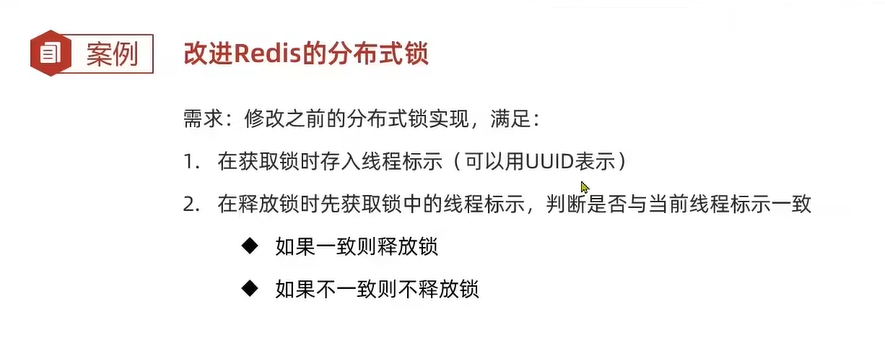 案例 改进Redis的分布式锁
需求：修改之前的分布式锁实现，满足：
1. 在获取锁时存入线程标示（可以用UUID表示）
2. 在释放锁时先获取锁中的线程标示，判断是否与当前线程标示一致
◆ 如果一致则释放锁
◆ 如果不一致则不释放锁